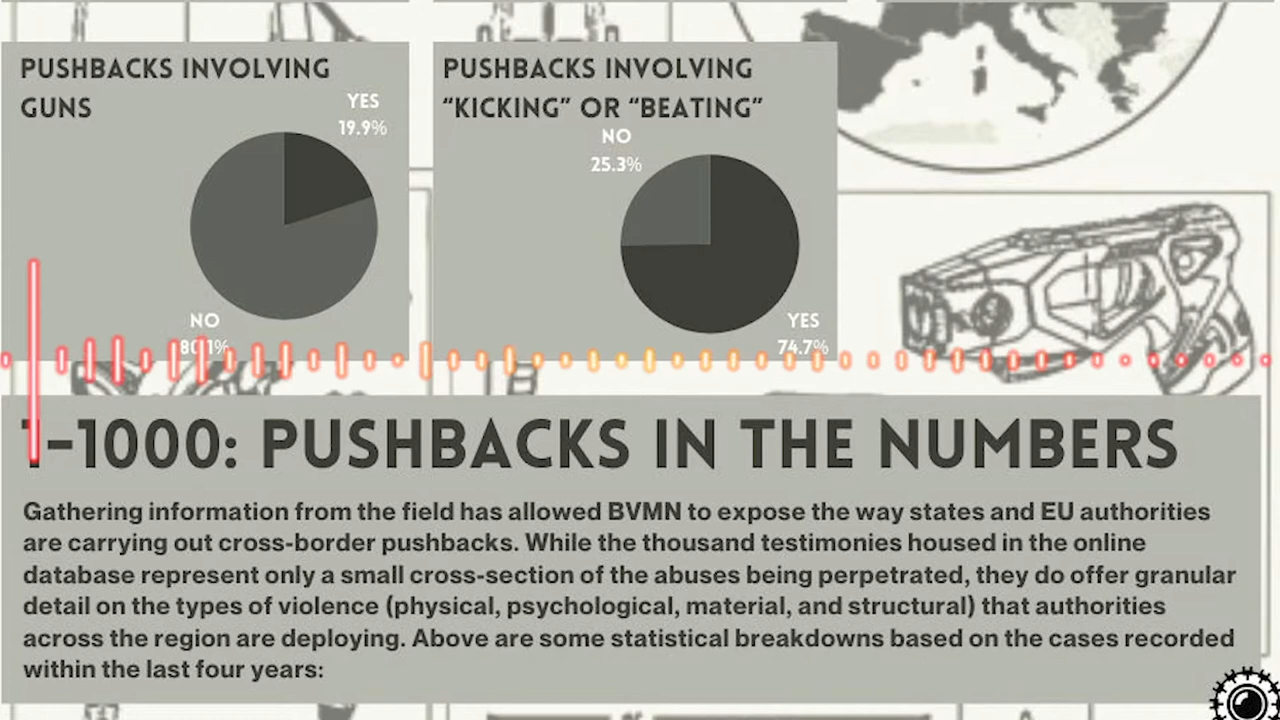 PUSHBACKS INVOLVING
GUNS
YES
19.9%
NO
80.1%
PUSHBACKS INVOLVING
“KICKING” OR “BEATING”
NO
25.3%
YES
74.7%
1-1000: PUSHBACKS IN THE NUMBERS
Gathering information from the field has allowed BVMN to expose the way states and EU authorities
are carrying out cross-border pushbacks. While the thousand testimonies housed in the online
database represent only a small cross-section of the abuses being perpetrated, they do offer granular
detail on the types of violence (physical, psychological, material, and structural) that authorities
across the region are deploying. Above are some statistical breakdowns based on the cases recorded
within the last four years: